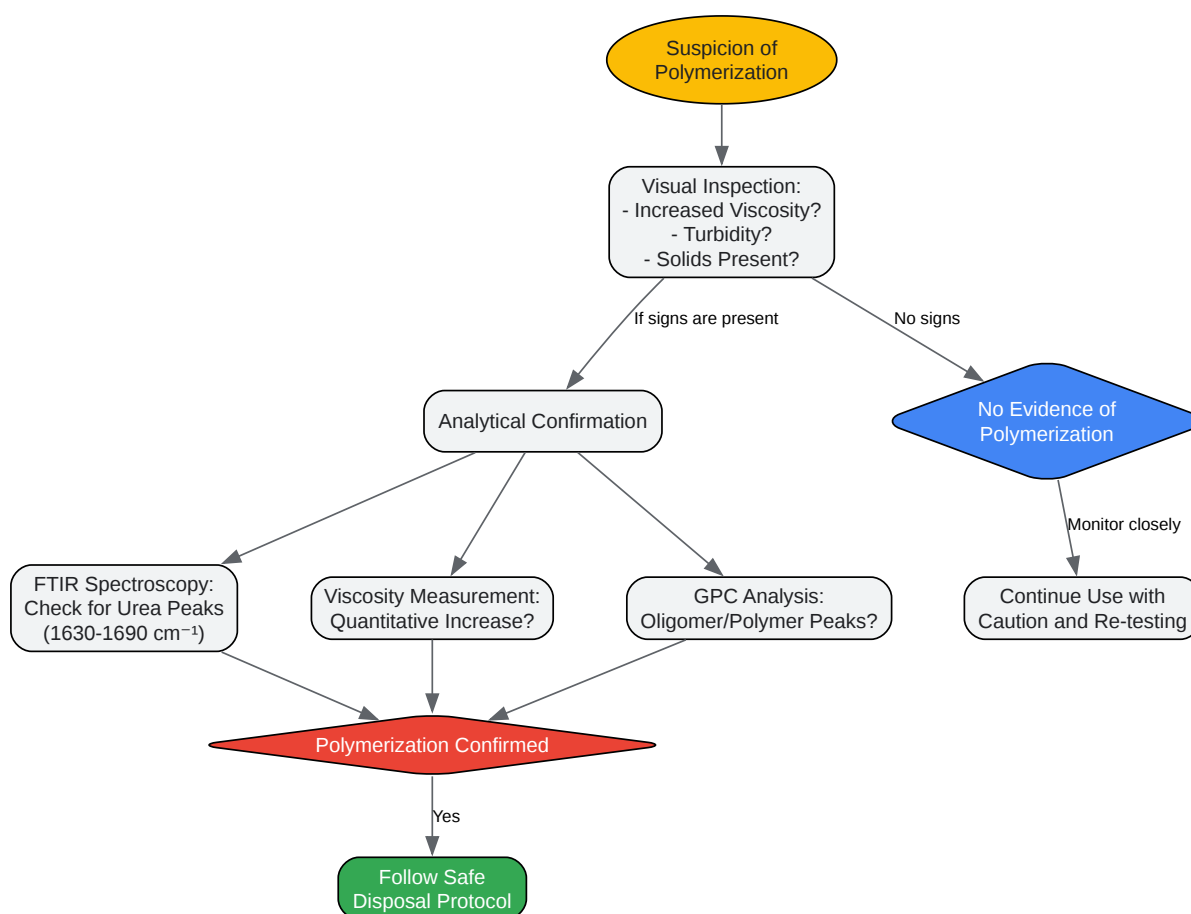 Suspicion of
Polymerization
Visual Inspection:
- Increased Viscosity?
- Turbidity?
- Solids Present?
If signs are present
No signs
Analytical Confirmation
No Evidence of
Polymerization
Monitor closely
FTIR Spectroscopy:
Check for Urea Peaks
(1630-1690 cm⁻¹)
Viscosity Measurement:
Quantitative Increase?
GPC Analysis:
Oligomer/Polymer Peaks?
Continue Use with
Caution and Re-testing
Polymerization Confirmed
Yes
Follow Safe
Disposal Protocol